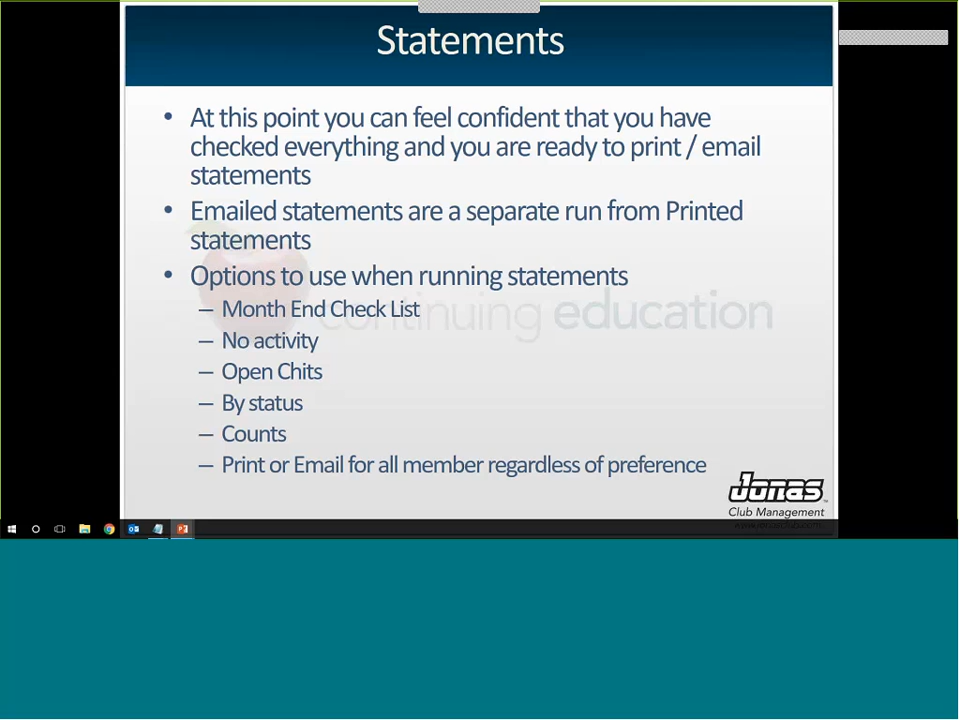 Statements
• At this point you can feel confident that you have
checked everything and you are ready to print / email
statements
• Emailed statements are a separate run from Printed
statements
• Options to use when running statements
– Month End Check List
continuing education
– No activity
– Open Chits
– By status
– Counts
– Print or Email for all member regardless of preference
Jonas
Club Management